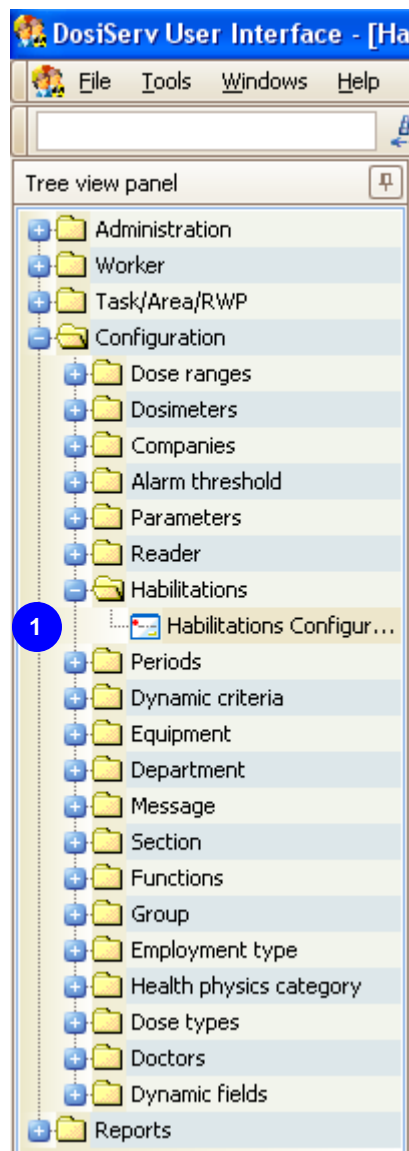 DosiServ User Interface - [Ha
File Tools Windows Help
Tree view panel
Administration
Worker
Task/Area/RWP
Configuration
Dose ranges
Dosimeters
Companies
Alarm threshold
Parameters
Reader
Habilitations
1 Habilitations Configur...
Periods
Dynamic criteria
Equipment
Department
Message
Section
Functions
Group
Employment type
Health physics category
Dose types
Doctors
Dynamic fields
Reports